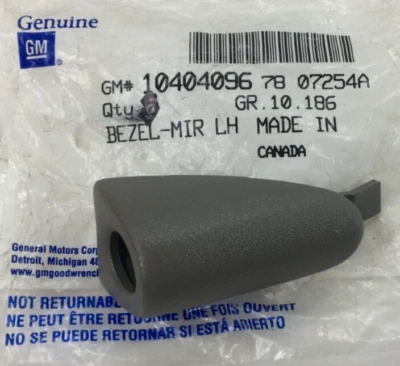 Genuine
GM
GM# 10404096 78 07254A
Qty
GR.10.186
BEZEL-MIR LH MADE IN
CANADA
General Motors Corp
Detroit, Michigan 48
www.gmgoodwrenc
NOT RETURNABLE
NE PEUT ÊTRE RETOURNÉ UNE FOIS OUVERT
NO SE PUEDE RETORNAR SI ESTÁ ABIERTO